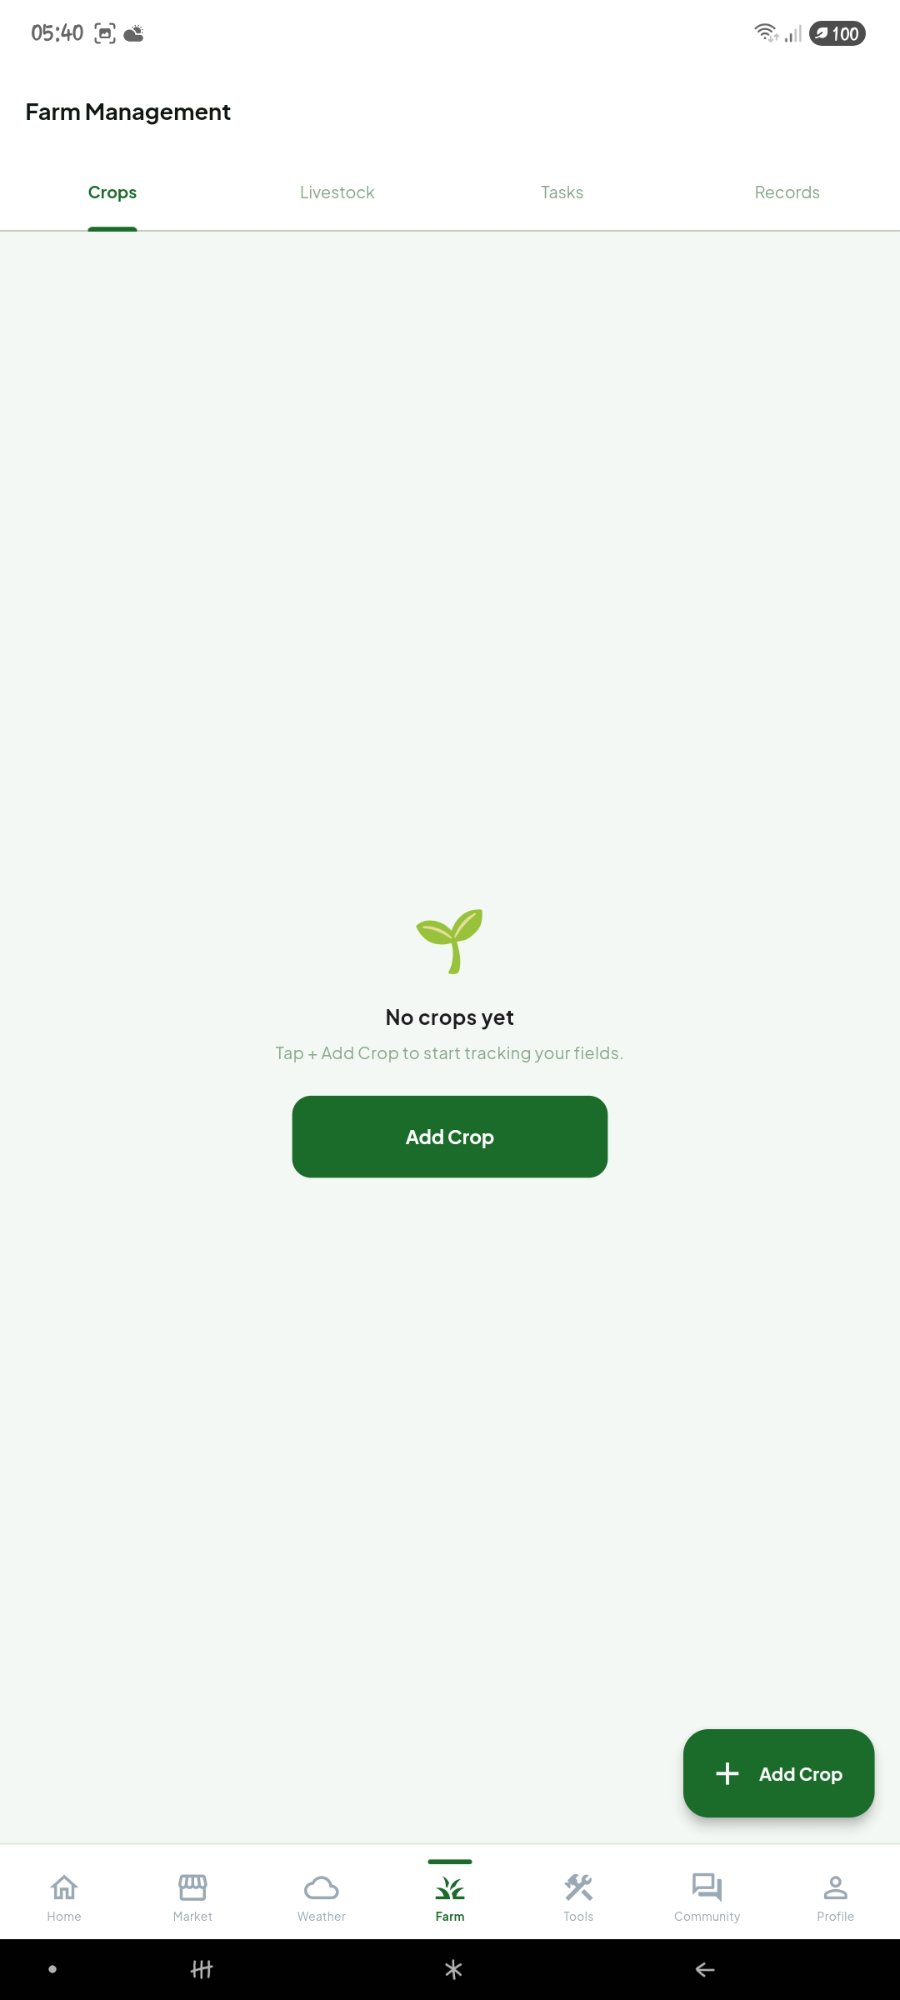 05:40
100
Farm Management
Crops Livestock Tasks Records
No crops yet
Tap + Add Crop to start tracking your fields.
Add Crop
+ Add Crop
Home Market Weather Farm Tools Community Profile